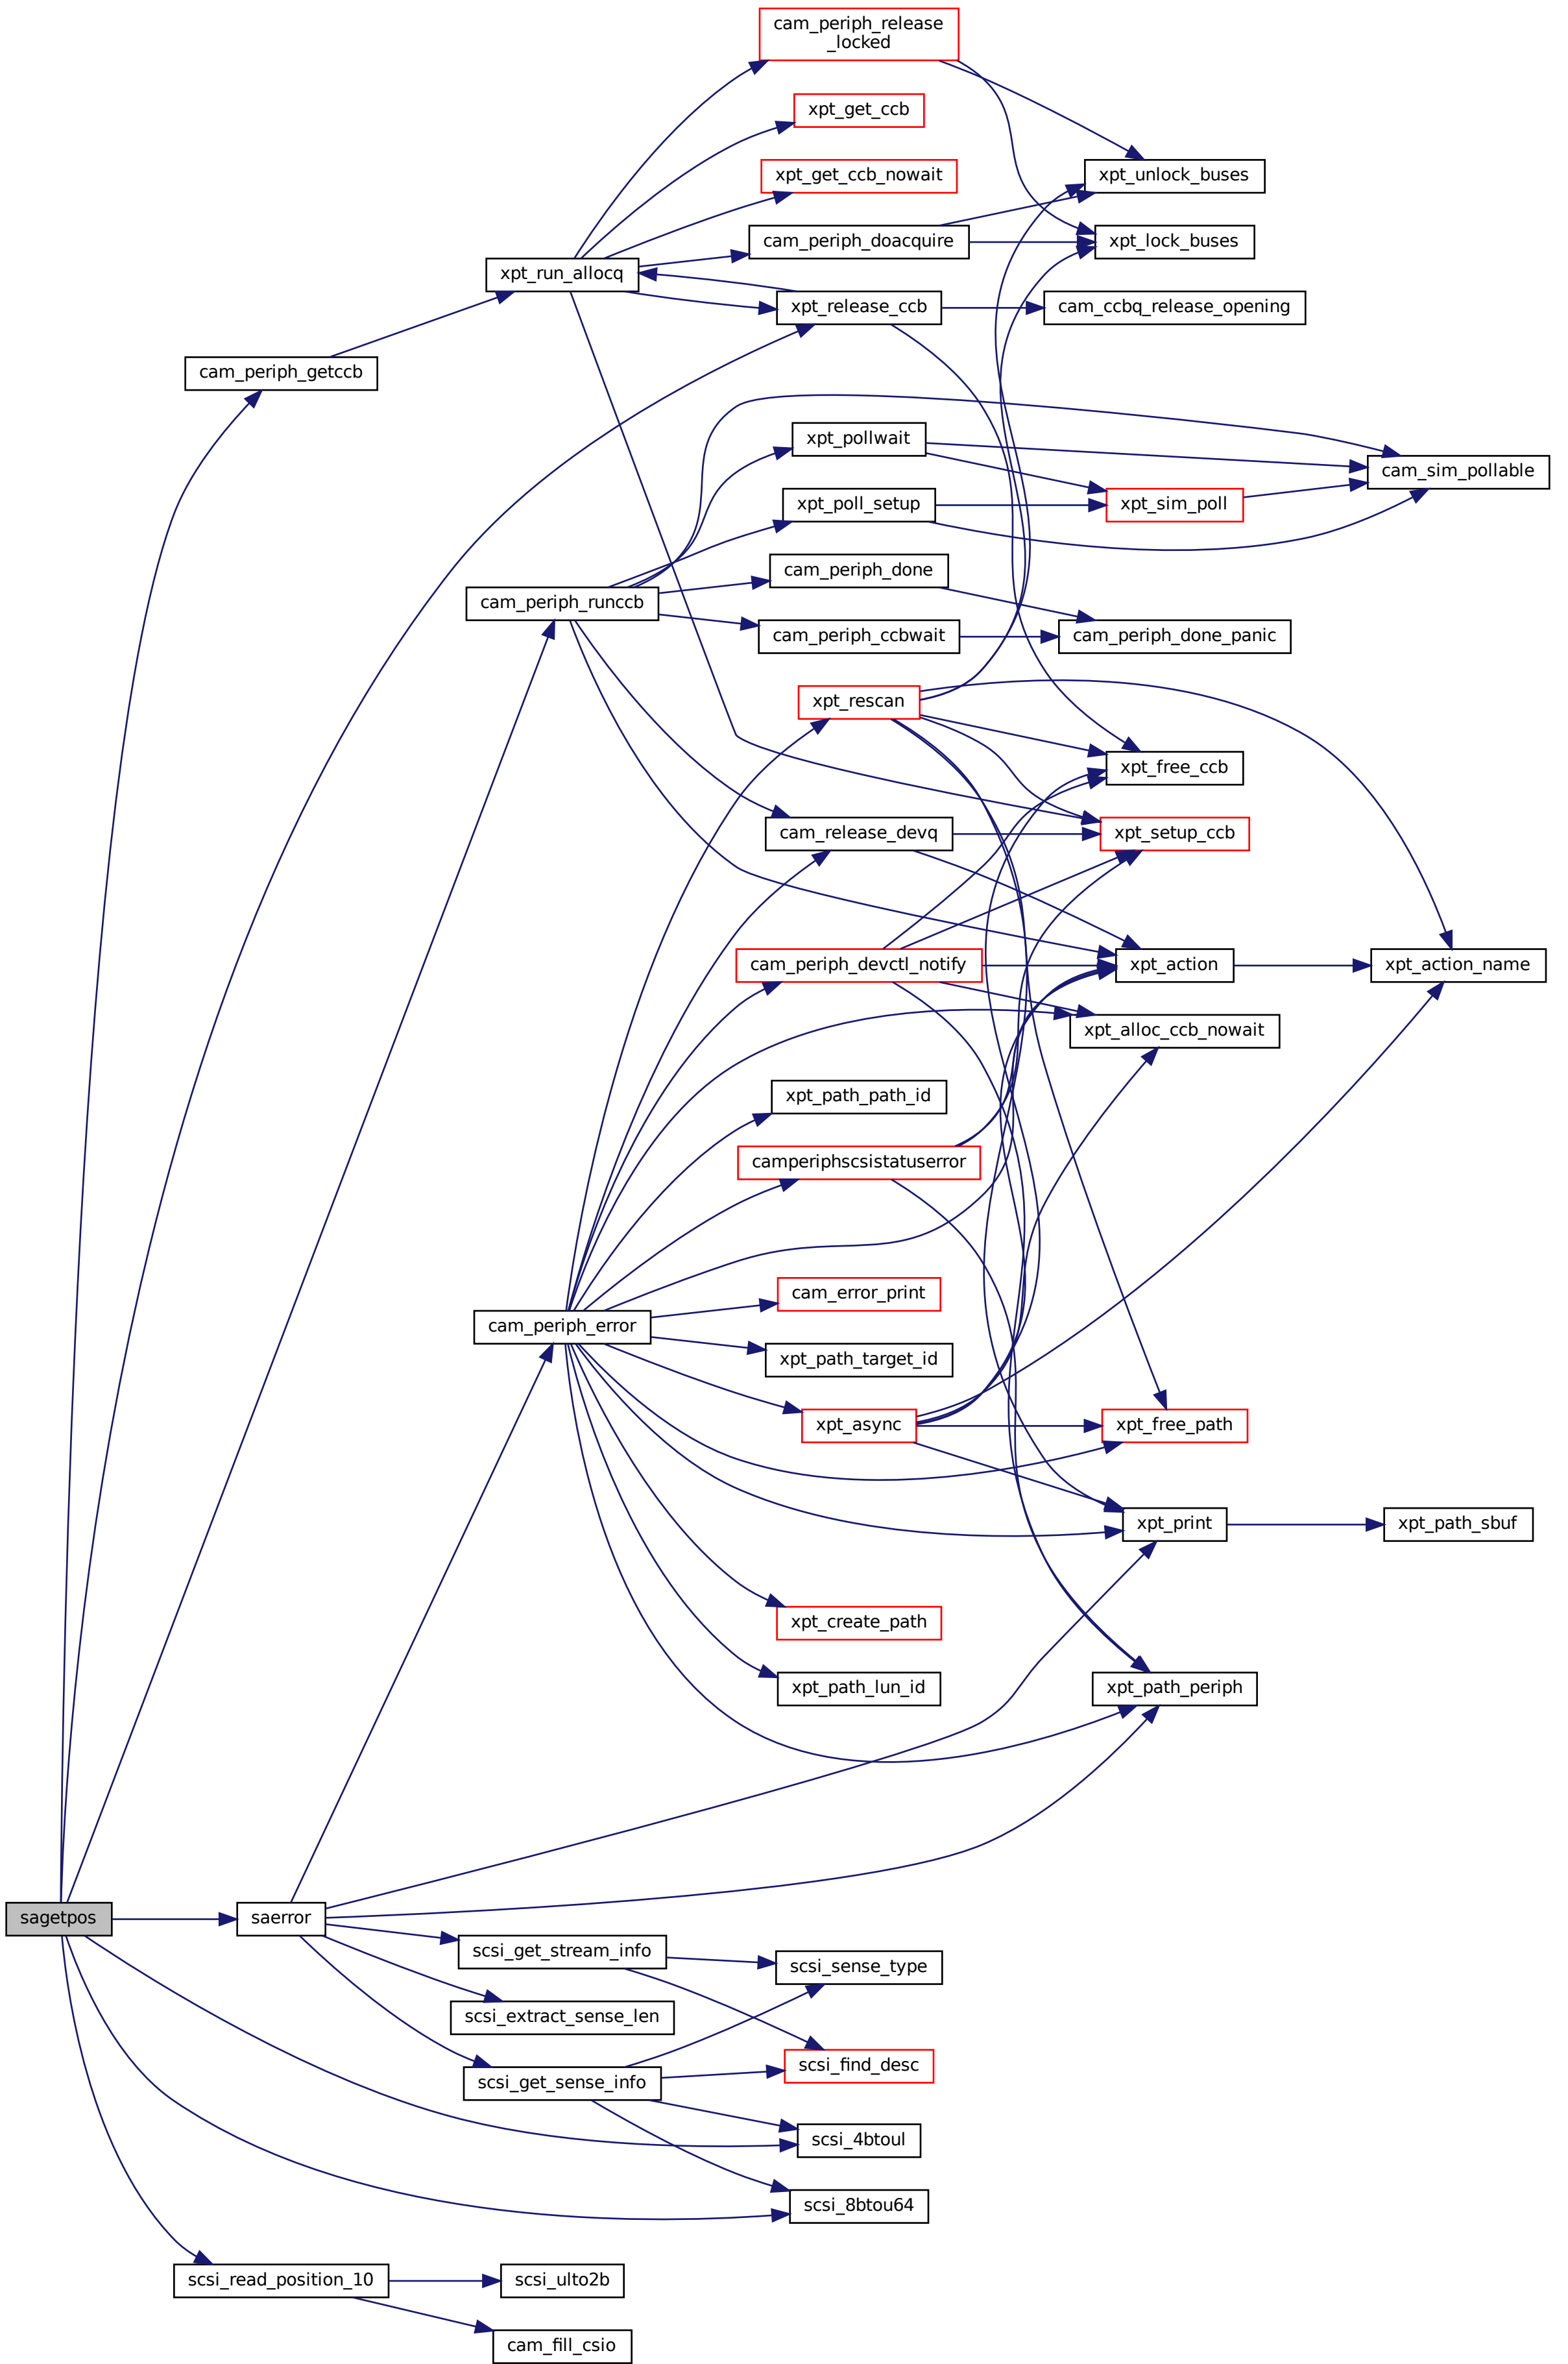 cam_periph_release
_locked
xpt_get_ccb
xpt_get_ccb_nowait
xpt_unlock_buses
cam_periph_doacquire
xpt_lock_buses
xpt_run_allocq
xpt_release_ccb
cam_ccbq_release_opening
cam_periph_getccb
xpt_pollwait
cam_sim_pollable
xpt_poll_setup
xpt_sim_poll
cam_periph_done
cam_periph_runccb
cam_periph_ccbwait
cam_periph_done_panic
xpt_rescan
xpt_free_ccb
cam_release_devq
xpt_setup_ccb
cam_periph_devctl_notify
xpt_action
xpt_action_name
xpt_alloc_ccb_nowait
xpt_path_path_id
camperiphscsistatuserror
cam_error_print
cam_periph_error
xpt_path_target_id
xpt_async
xpt_free_path
xpt_print
xpt_path_sbuf
xpt_create_path
xpt_path_lun_id
xpt_path_periph
sagetpos
saerror
scsi_get_stream_info
scsi_sense_type
scsi_extract_sense_len
scsi_find_desc
scsi_get_sense_info
scsi_4btoul
scsi_8btou64
scsi_read_position_10
scsi_ulto2b
cam_fill_csio